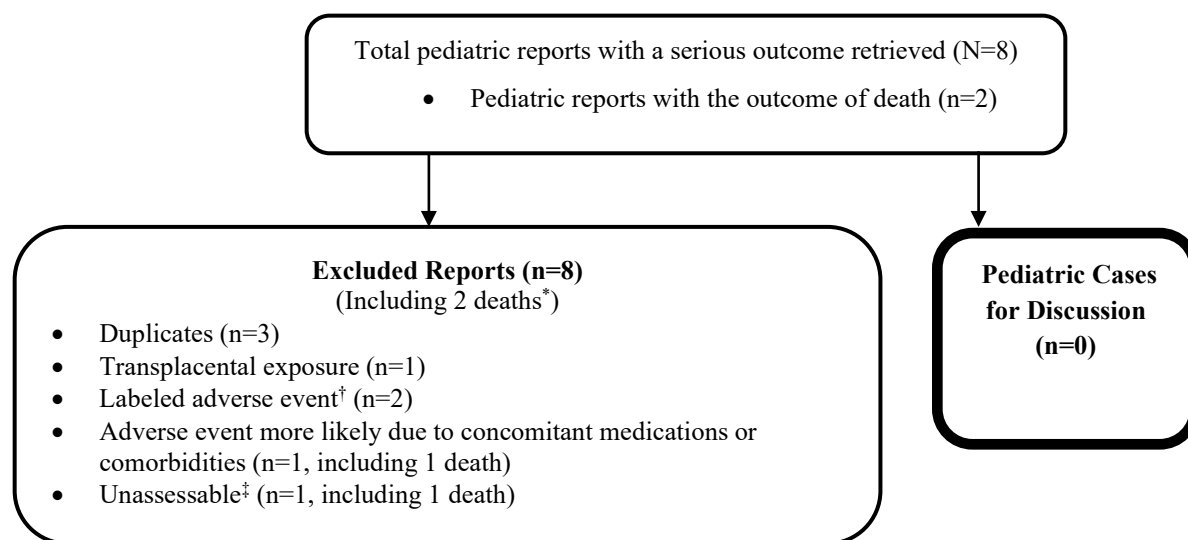 Total pediatric reports with a serious outcome retrieved (N=8)
• Pediatric reports with the outcome of death (n=2)
Excluded Reports (n=8)
(Including 2 deaths*)
• Duplicates (n=3)
• Transplacental exposure (n=1)
• Labeled adverse event† (n=2)
• Adverse event more likely due to concomitant medications or
comorbidities (n=1, including 1 death)
• Unassessable‡ (n=1, including 1 death)
Pediatric Cases
for Discussion
(n=0)